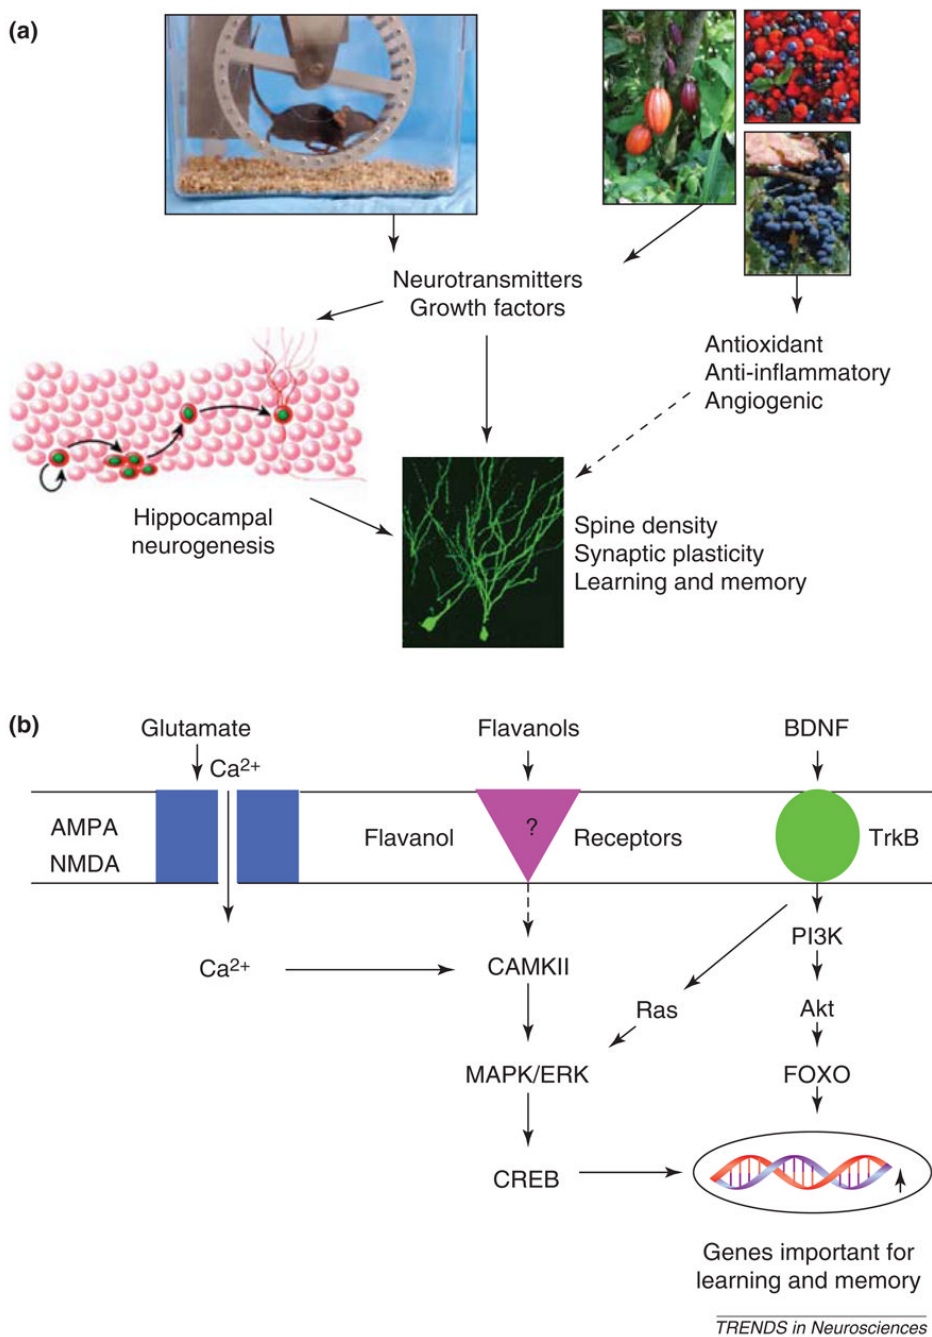 (a)
Neurotransmitters
Growth factors
Antioxidant
Anti-inflammatory
Angiogenic
Hippocampal
neurogenesis
Spine density
Synaptic plasticity
Learning and memory
(b)
Glutamate
Flavanols
BDNF
Ca2+
AMPA
NMDA
Flavanol
?
Receptors
TrkB
PI3K
Ca2+
CAMKII
Ras
Akt
MAPK/ERK
FOXO
CREB
Genes important for
learning and memory
TRENDS in Neurosciences